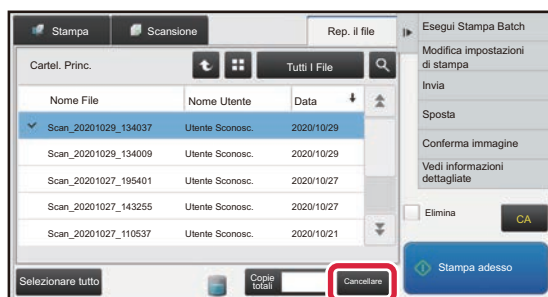 Stampa
Scansione
Rep. il file
Cartel. Princ.
Tutti I File
Nome File
Nome Utente
Data
Scan_20201029_134037 Utente Sconosc. 2020/10/29
Scan_20201029_134009 Utente Sconosc. 2020/10/29
Scan_20201027_195401 Utente Sconosc. 2020/10/27
Scan_20201027_143255 Utente Sconosc. 2020/10/27
Scan_20201027_110537 Utente Sconosc. 2020/10/21
Selezionare tutto
Copie
totali
Cancellare
Esegui Stampa Batch
Modifica impostazioni
di stampa
Invia
Sposta
Conferma immagine
Vedi informazioni
dettagliate
Elimina
CA
Stampa adesso